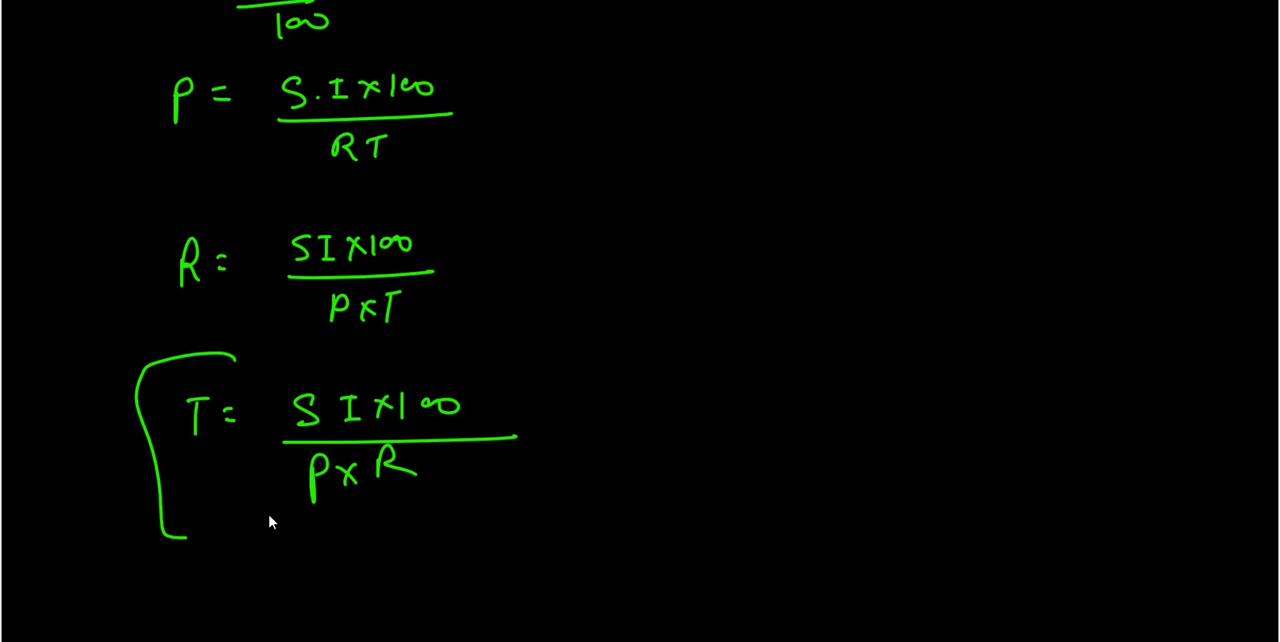 100
P = S.I×100
RT
R = SI×100
P×T
T = SI×100
P×R